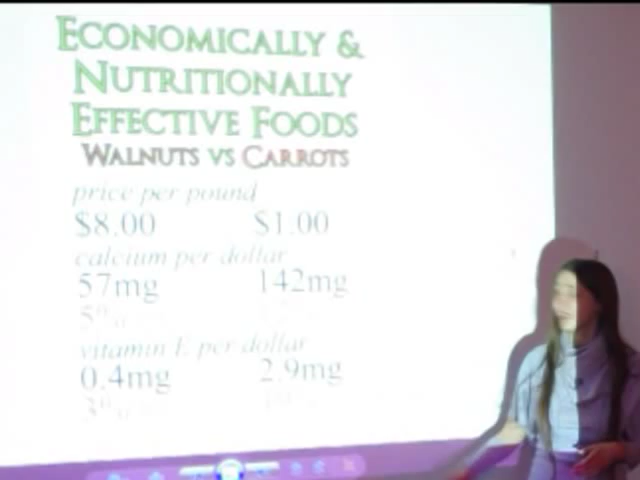 ECONOMICALLY &
NUTRITIONALLY
EFFECTIVE FOODS
WALNUTS VS CARROTS
price per pound
$8.00 $1.00
calcium per dollar
57mg 142mg
vitamin E per dollar
0.4mg 2.9mg